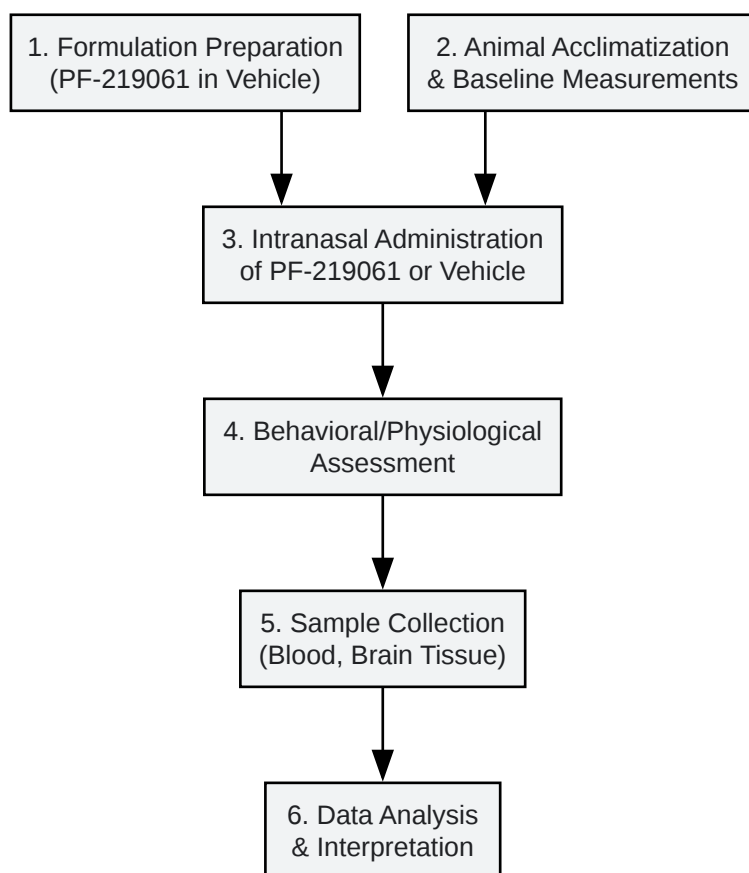 1. Formulation Preparation
(PF-219061 in Vehicle)
2. Animal Acclimatization
& Baseline Measurements
3. Intranasal Administration
of PF-219061 or Vehicle
4. Behavioral/Physiological
Assessment
5. Sample Collection
(Blood, Brain Tissue)
6. Data Analysis
& Interpretation